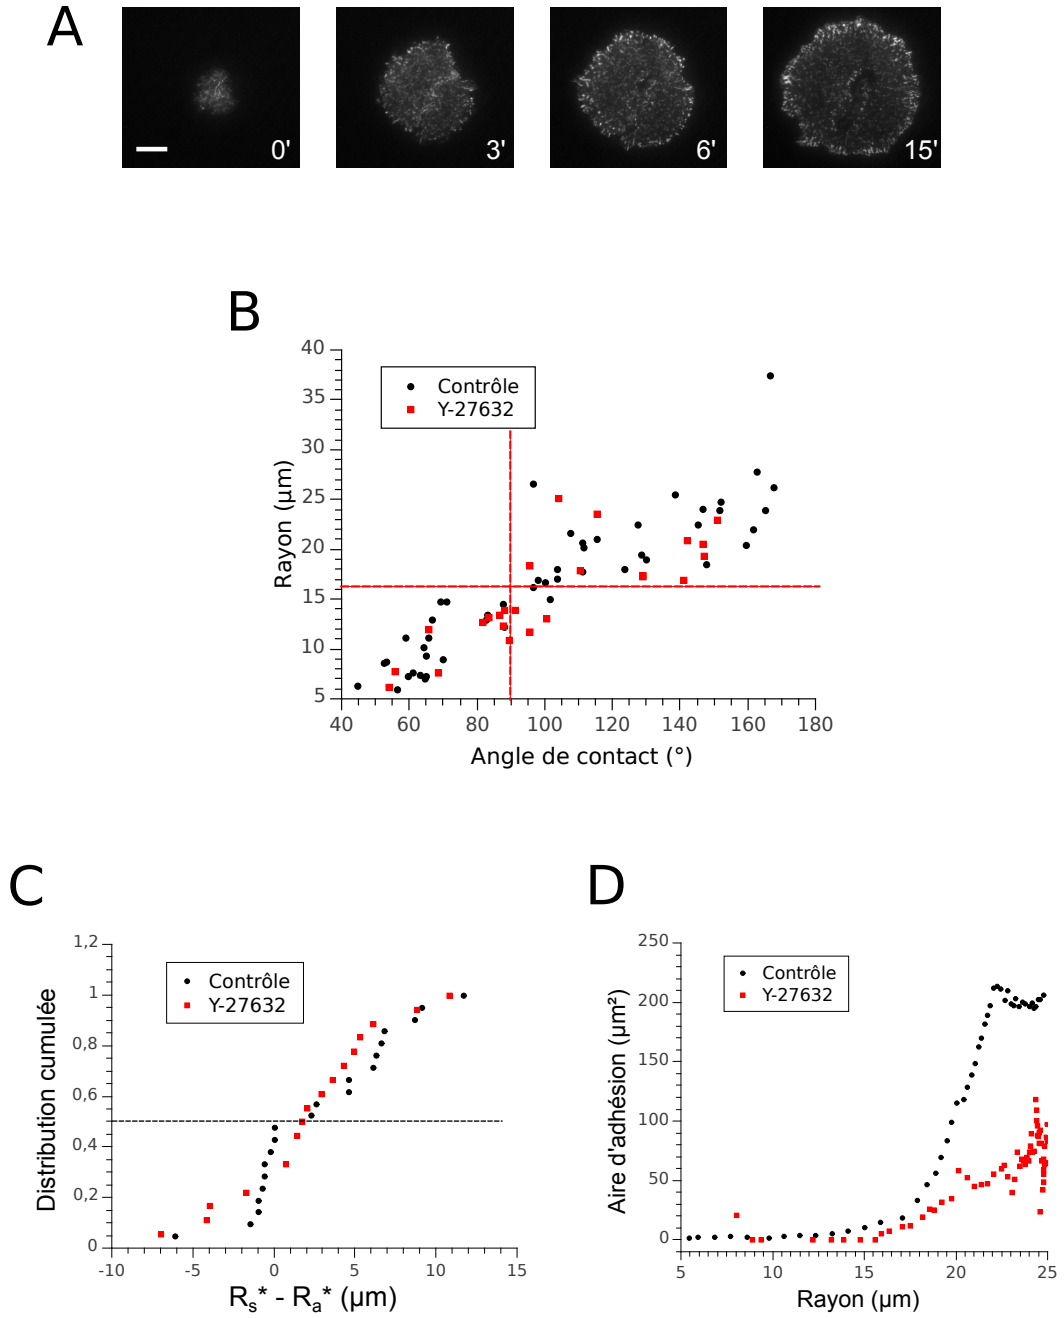 A
0'
3'
6'
15'
B
40
35
30
25
20
15
10
5
Rayon (µm)
Contrôle
Y-27632
40 60 80 100 120 140 160 180
Angle de contact (°)
C
1,2
1
0,8
0,6
0,4
0,2
0
Distribution cumulée
Contrôle
Y-27632
-10 -5 0 5 10 15
Rs* - Ra* (µm)
D
250
200
150
100
50
0
Aire d'adhésion (µm²)
Contrôle
Y-27632
5 10 15 20 25
Rayon (µm)